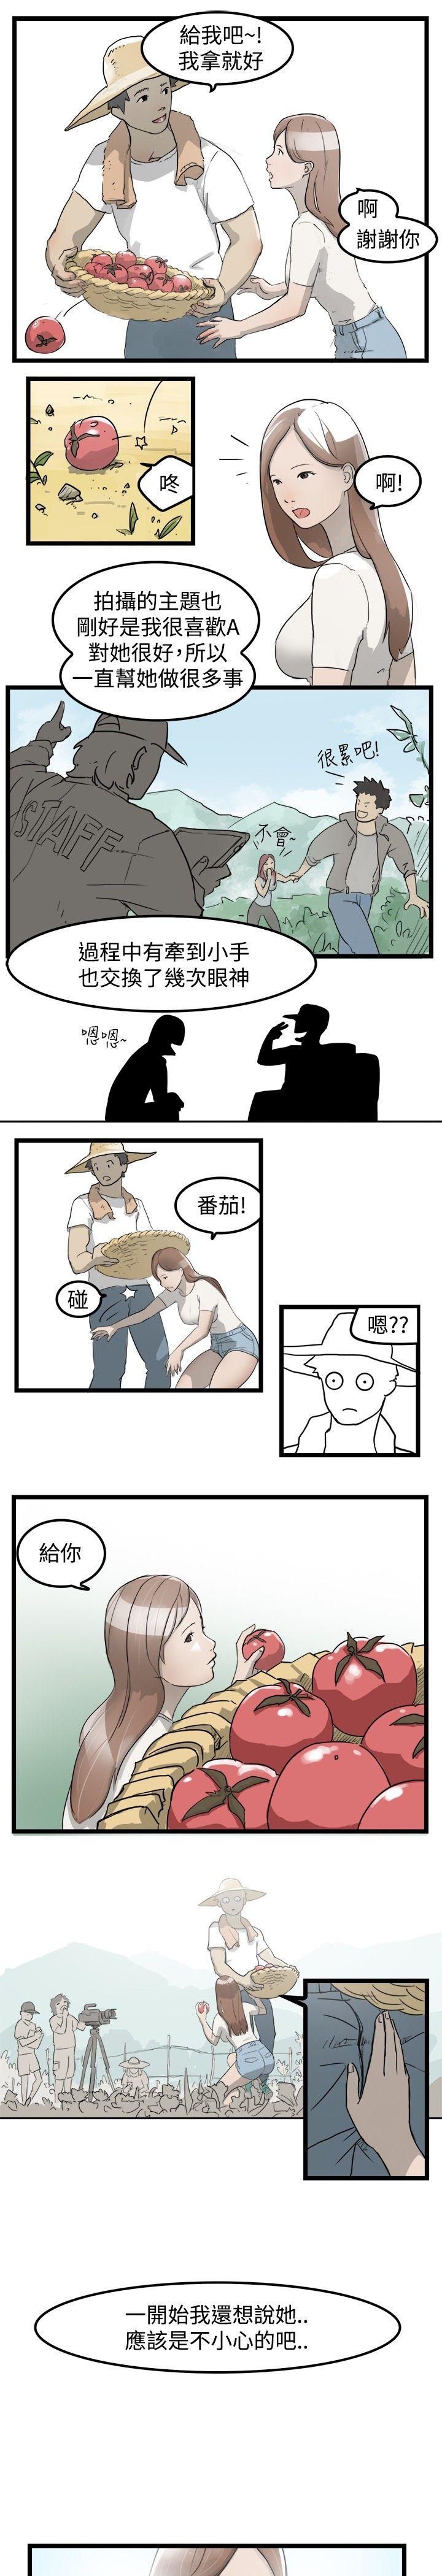 給我吧~!
我拿就好
啊
謝謝你
咚
啊!
拍攝的主題也
剛好是我很喜歡A
對她很好，所以
一直幫她做很多事
很累吧!
不會~
STAFF
過程中有牽到小手
也交換了幾次眼神
嗯嗯~
番茄!
碰
嗯??
給你
一開始我還想說她..
應該是不小心的吧..